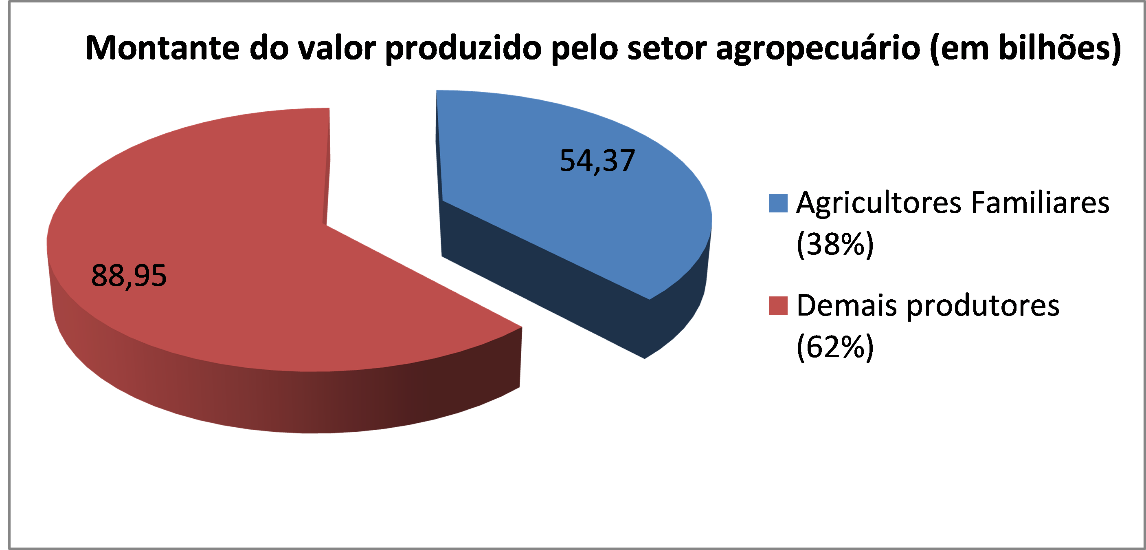 Montante do valor produzido pelo setor agropecuário (em bilhões)
54,37
88,95
Agricultores Familiares
(38%)
Demais produtores
(62%)